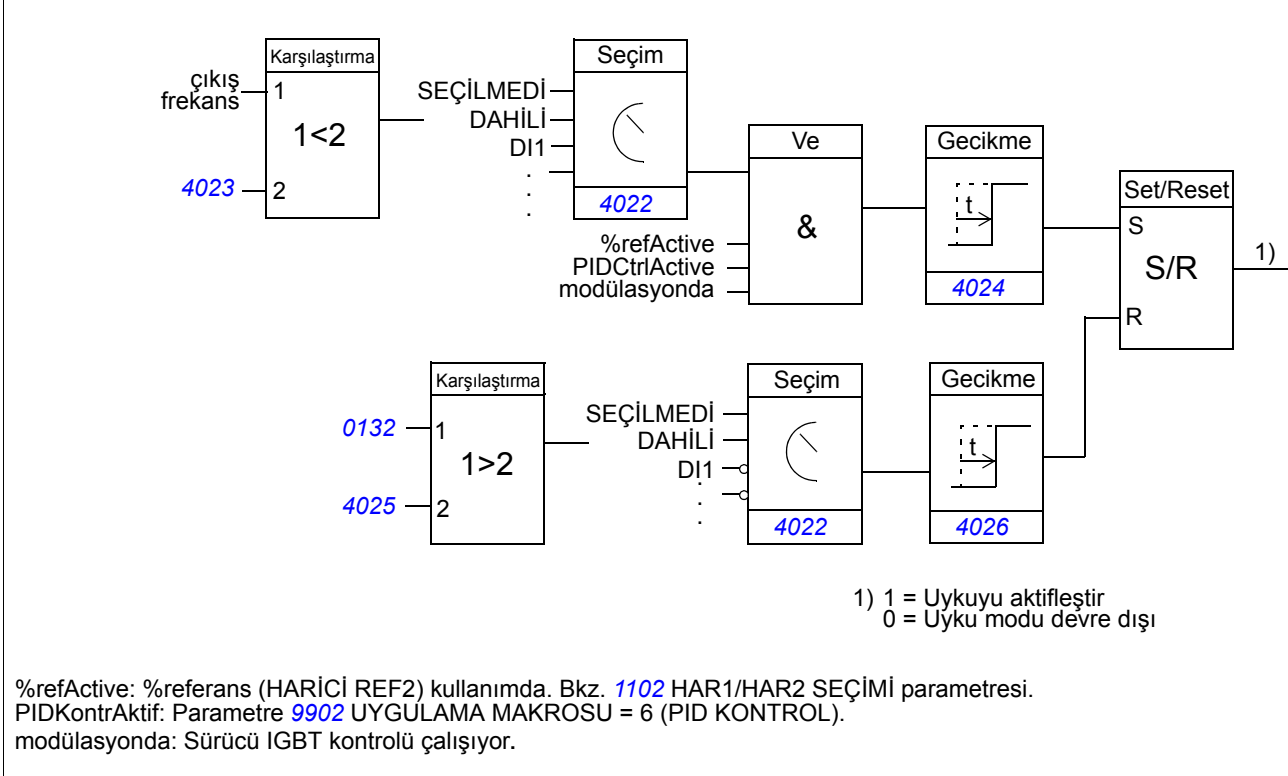 Karşılaştırma
çıkış
frekans
1
1<2
4023
2
Seçim
SEÇİLMEDİ
DAHİLİ
DI1
.
.
.
4022
Ve
&
%refActive
PIDCtrlActive
modülasyonda
Gecikme
t
4024
Set/Reset
S
S/R
R
1)
Karşılaştırma
0132
1
1>2
4025
2
Seçim
SEÇİLMEDİ
DAHİLİ
DI1
.
.
.
4022
Gecikme
t
4026
1) 1 = Uykuyu aktifleştir
0 = Uyku modu devre dışı
%refActive: %referans (HARİCİ REF2) kullanımda. Bkz. 1102 HAR1/HAR2 SEÇİMİ parametresi.
PIDKontrAktif: Parametre 9902 UYGULAMA MAKROSU = 6 (PID KONTROL).
modülasyonda: Sürücü IGBT kontrolü çalışıyor.